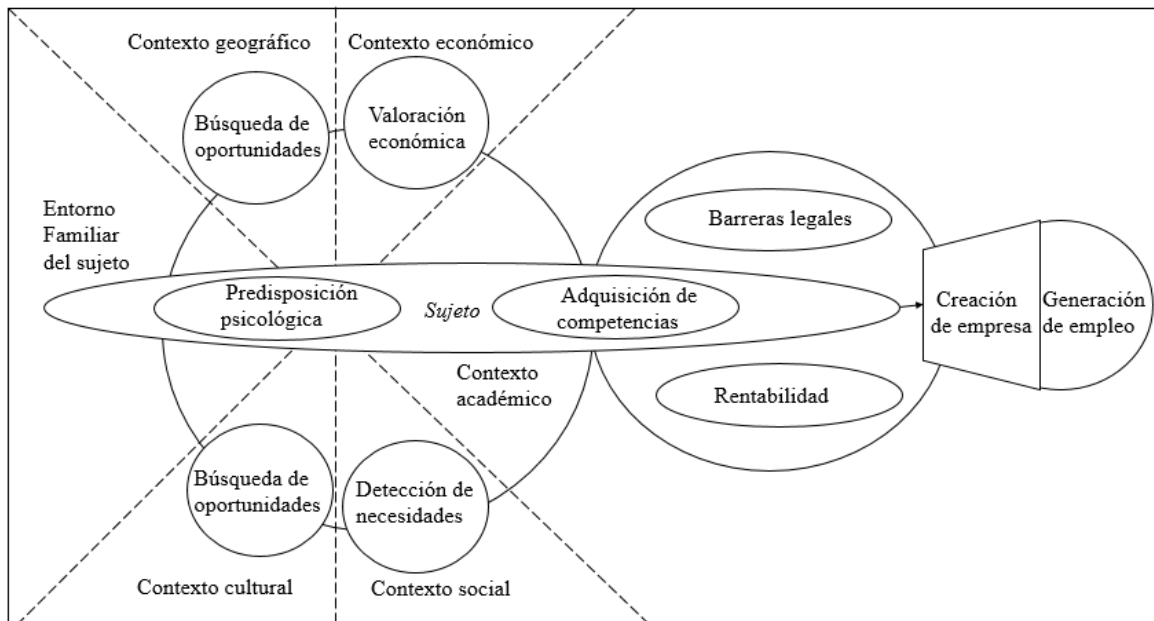 Contexto geográfico
Contexto económico
Búsqueda de
oportunidades
Valoración
económica
Entorno
Familiar
del sujeto
Barreras legales
Predisposición
psicológica
Sujeto
Adquisición de
competencias
Creación
de empresa
Generación
de empleo
Contexto
académico
Rentabilidad
Búsqueda de
oportunidades
Detección de
necesidades
Contexto cultural
Contexto social